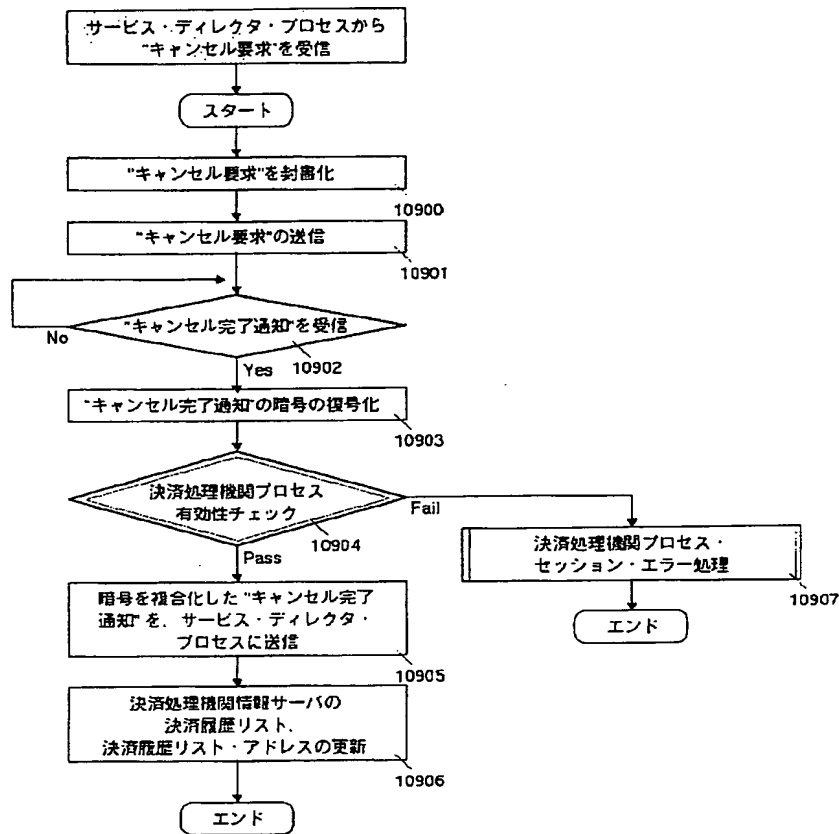 サービス・ディレクタ・プロセスから
"キャンセル要求"を受信
スタート
"キャンセル要求"を封書化
10900
"キャンセル要求"の送信
10901
"キャンセル完了通知"を受信
No
10902
Yes
"キャンセル完了通知"の暗号の復号化
10903
決済処理機関プロセス
有効性チェック
Fail
10904
Pass
決済処理機関プロセス・
セッション・エラー処理
10907
エンド
暗号を複合化した"キャンセル完了
通知"を、サービス・ディレクタ・
プロセスに送信
10905
決済処理機関情報サーバの
決済履歴リスト、
決済履歴リスト・アドレスの更新
10906
エンド